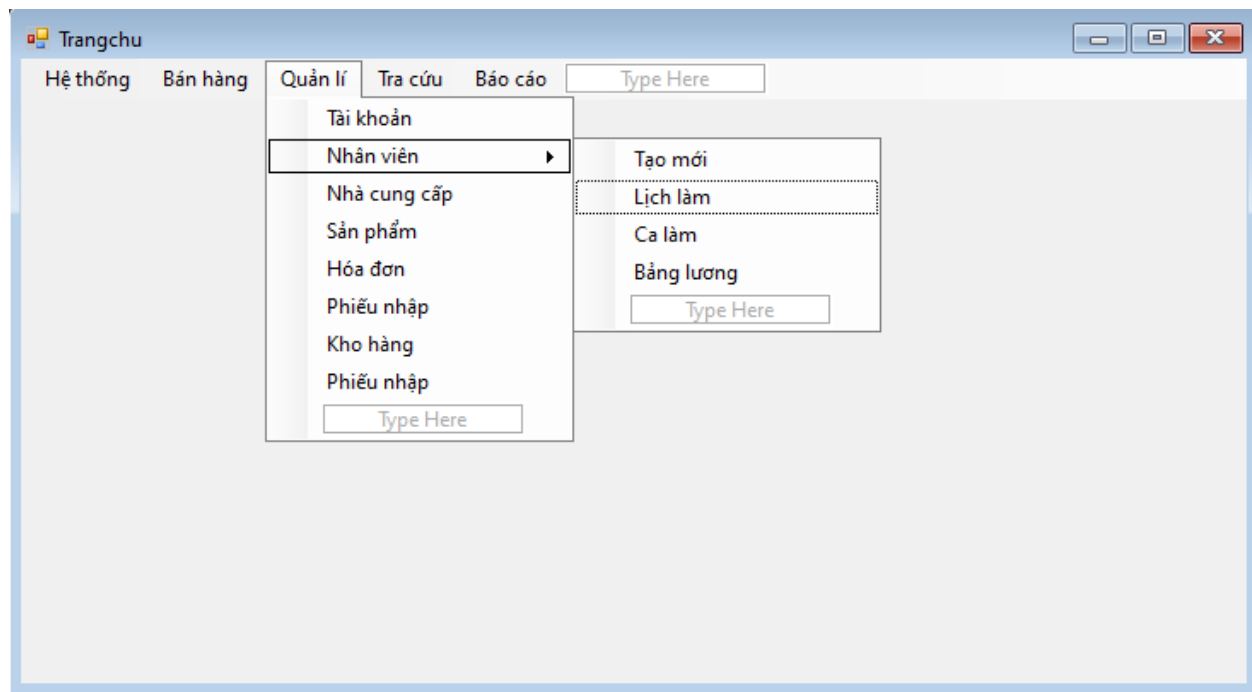 Trangchu
Hệ thống Bán hàng Quản lí Tra cứu Báo cáo Type Here
Tài khoản
Nhân viên
Nhà cung cấp
Sản phẩm
Hóa đơn
Phiếu nhập
Kho hàng
Phiếu nhập
Type Here
Tạo mới
Lịch làm
Ca làm
Bảng lương
Type Here